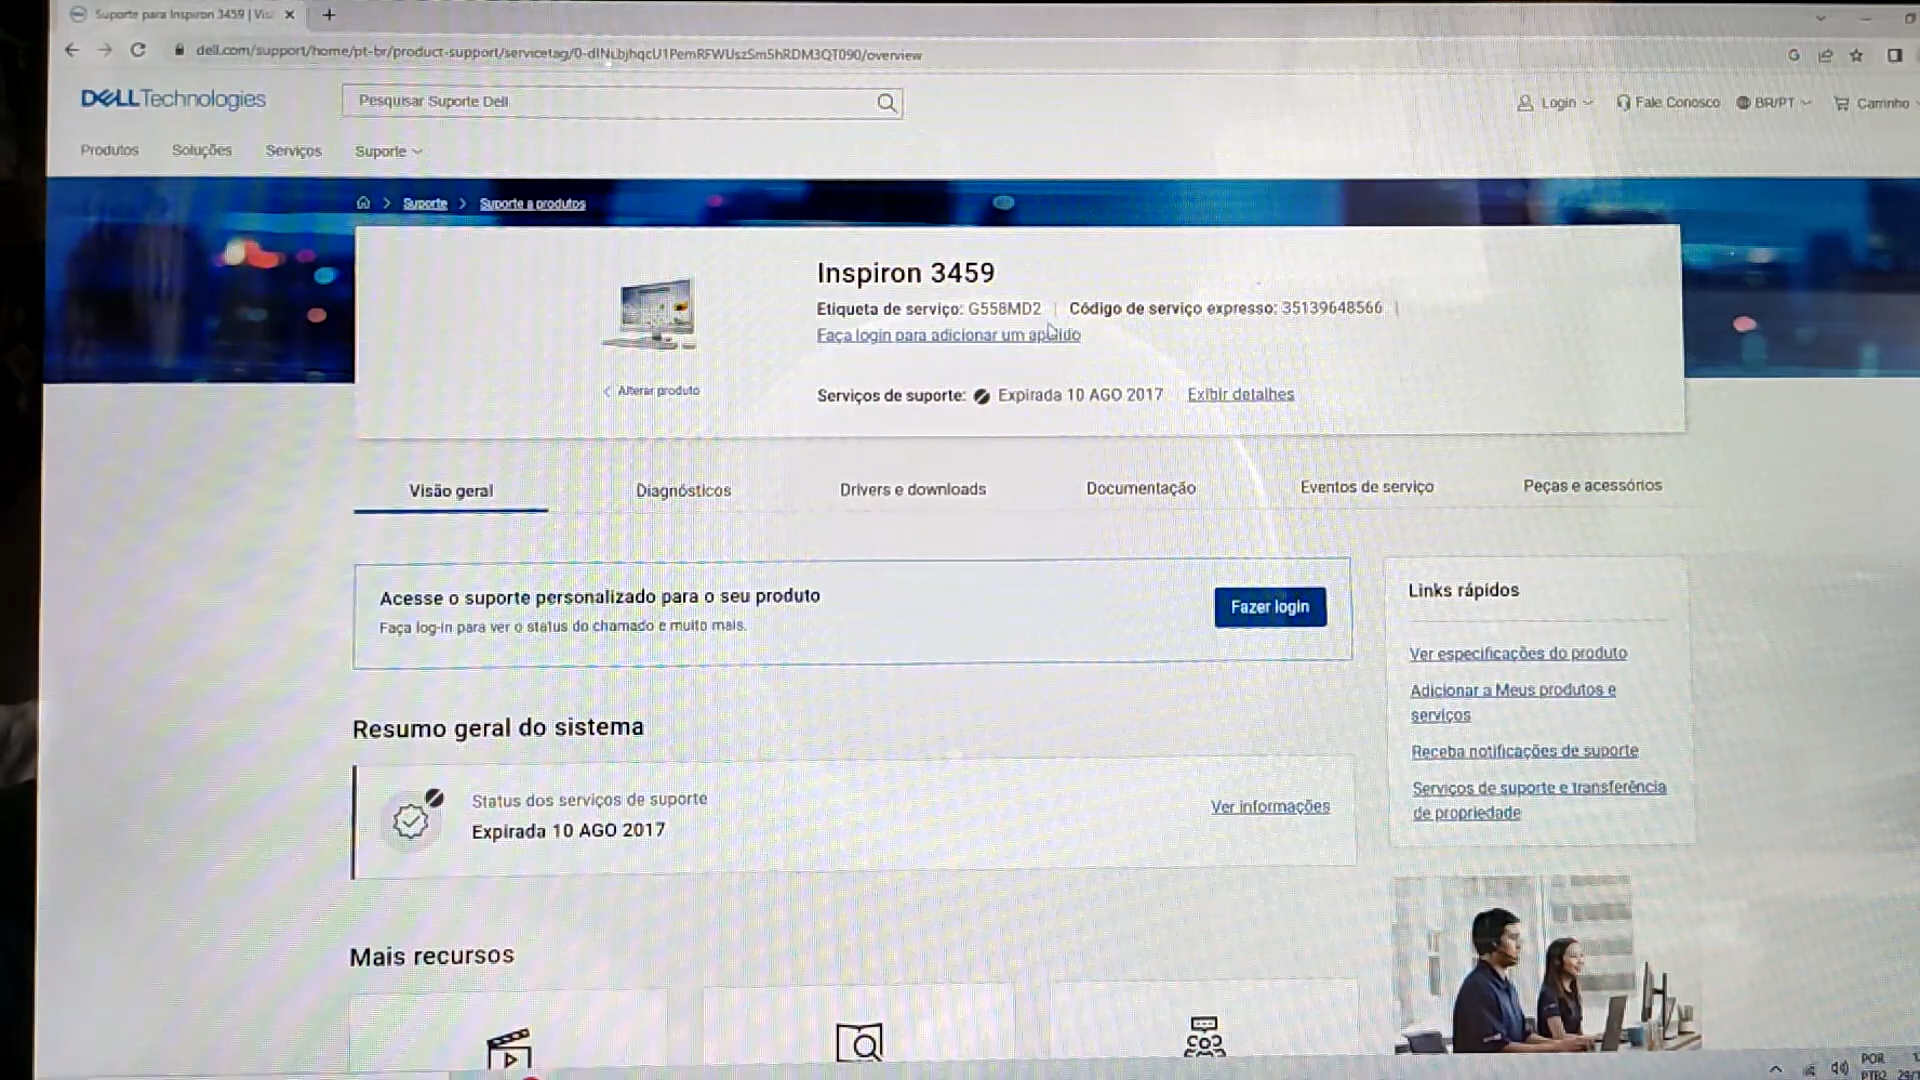 Suporte para Inspiron 3459 | Visã
dell.com/support/home/pt-br/product-support/servicetag/
/overview
DELLTechnologies
Pesquisar Suporte Dell
Login
Fale Conosco
BR/PT
Carrinho
Produtos
Soluções
Serviços
Suporte
Suporte
Suporte a produtos
Inspiron 3459
Etiqueta de serviço: G558MD2 | Código de serviço expresso: 35139648566 |
Faça login para adicionar um apelido
Alterar produto
Serviços de suporte: Expirada 10 AGO 2017 Exibir detalhes
Visão geral
Diagnósticos
Drivers e downloads
Documentação
Eventos de serviço
Peças e acessórios
Acesse o suporte personalizado para o seu produto
Faça log-in para ver o status do chamado e muito mais.
Fazer login
Links rápidos
Ver especificações do produto
Adicionar a Meus produtos e
serviços
Receba notificações de suporte
Serviços de suporte e transferência
de propriedade
Resumo geral do sistema
Status dos serviços de suporte
Expirada 10 AGO 2017
Ver informações
Mais recursos
POR
PTB2